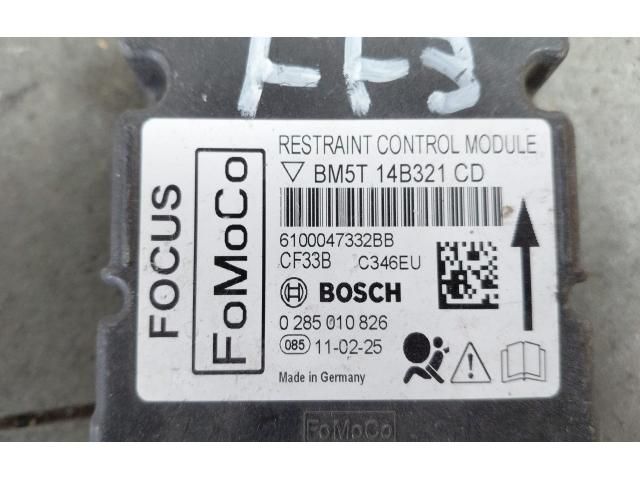 FF3
FOCUS
FoMoCo
RESTRAINT CONTROL MODULE
BM5T 14B321 CD
6100047332BB
CF33B C346EU
BOSCH
0 285 010 826
085 11-02-25
Made in Germany
FoMoCo